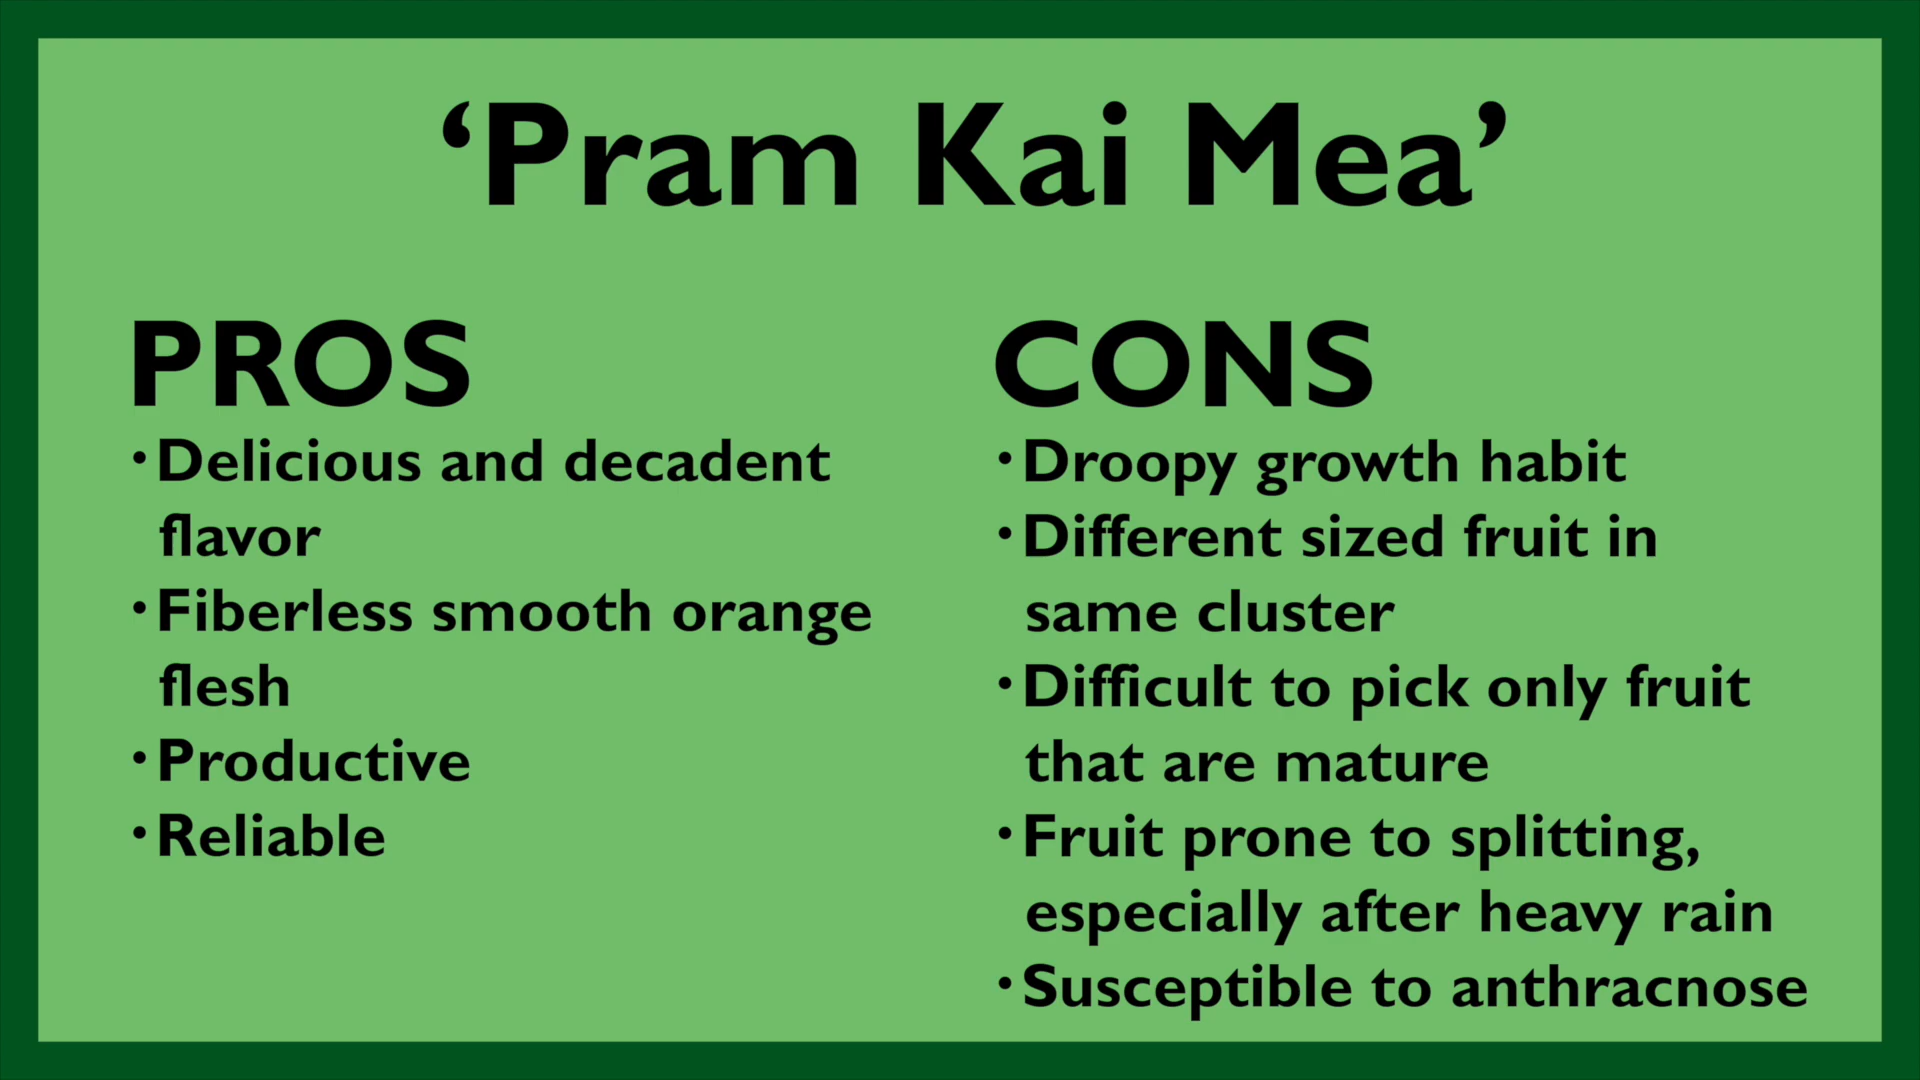 ‘Pram Kai Mea’
PROS
•Delicious and decadent
flavor
•Fiberless smooth orange
flesh
•Productive
•Reliable
CONS
•Droopy growth habit
•Different sized fruit in
same cluster
•Difficult to pick only fruit
that are mature
•Fruit prone to splitting,
especially after heavy rain
•Susceptible to anthracnose